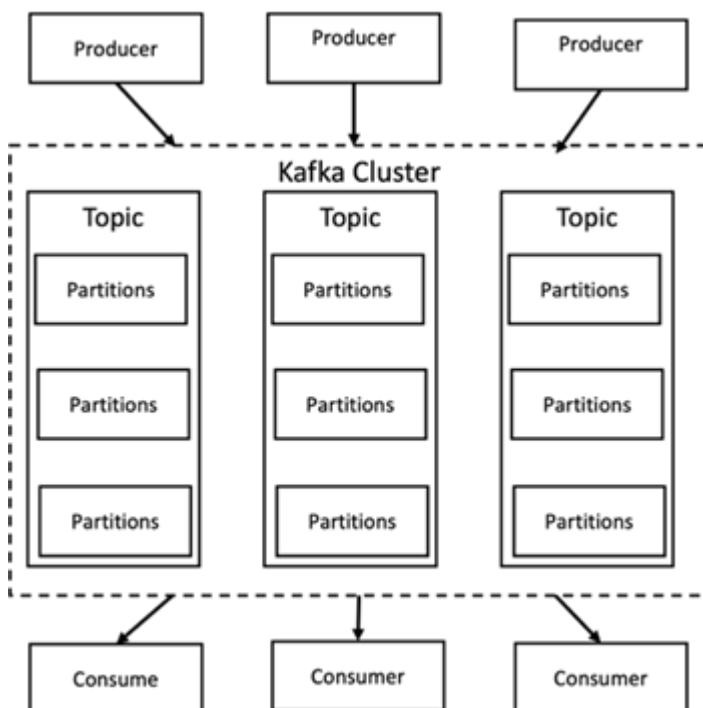 Producer
Producer
Producer
Kafka Cluster
Topic
Topic
Topic
Partitions
Partitions
Partitions
Partitions
Partitions
Partitions
Partitions
Partitions
Partitions
Consume
Consumer
Consumer